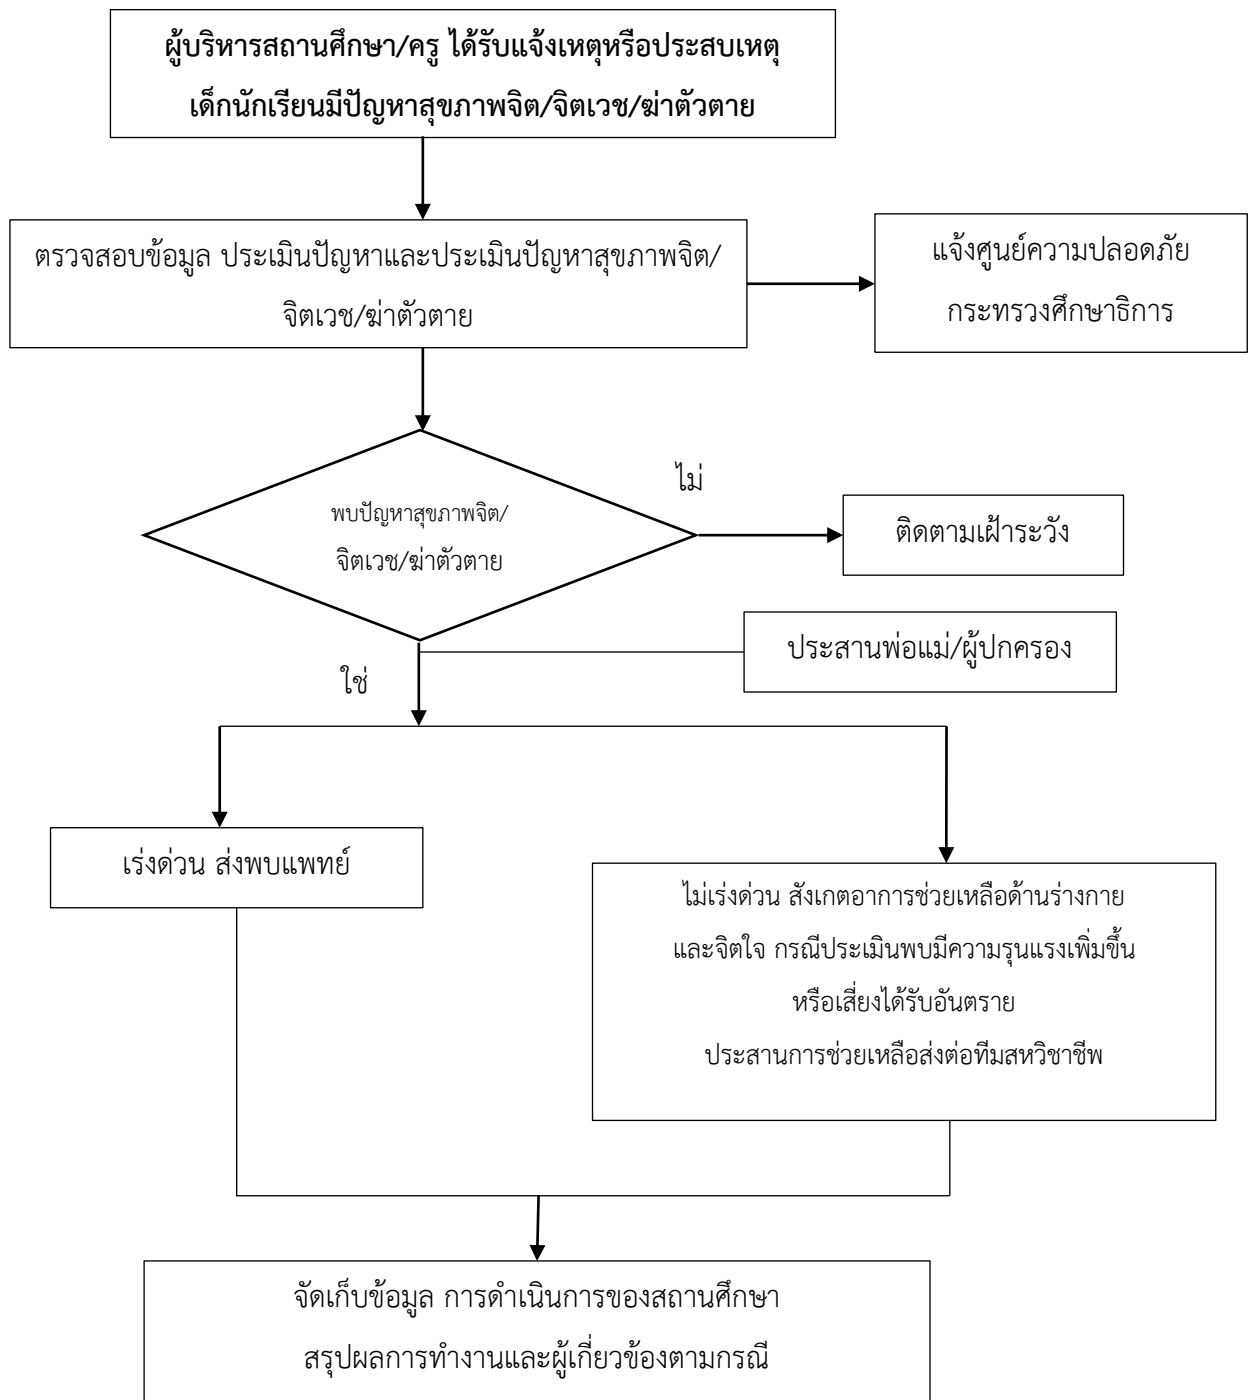 ผู้บริหารสถานศึกษา/ครู ได้รับแจ้งเหตุหรือประสบเหตุ
เด็กนักเรียนมีปัญหาสุขภาพจิต/จิตเวช/ฆ่าตัวตาย
ตรวจสอบข้อมูล ประเมินปัญหาและประเมินปัญหาสุขภาพจิต/
จิตเวช/ฆ่าตัวตาย
แจ้งศูนย์ความปลอดภัย
กระทรวงศึกษาธิการ
พบปัญหาสุขภาพจิต/
จิตเวช/ฆ่าตัวตาย
ไม่
ติดตามเฝ้าระวัง
ประสานพ่อแม่/ผู้ปกครอง
ใช่
เร่งด่วน ส่งพบแพทย์
ไม่เร่งด่วน สังเกตอาการช่วยเหลือด้านร่างกาย
และจิตใจ กรณีประเมินพบมีความรุนแรงเพิ่มขึ้น
หรือเสี่ยงได้รับอันตราย
ประสานการช่วยเหลือส่งต่อทีมสหวิชาชีพ
จัดเก็บข้อมูล การดำเนินการของสถานศึกษา
สรุปผลการทำงานและผู้เกี่ยวข้องตามกรณี